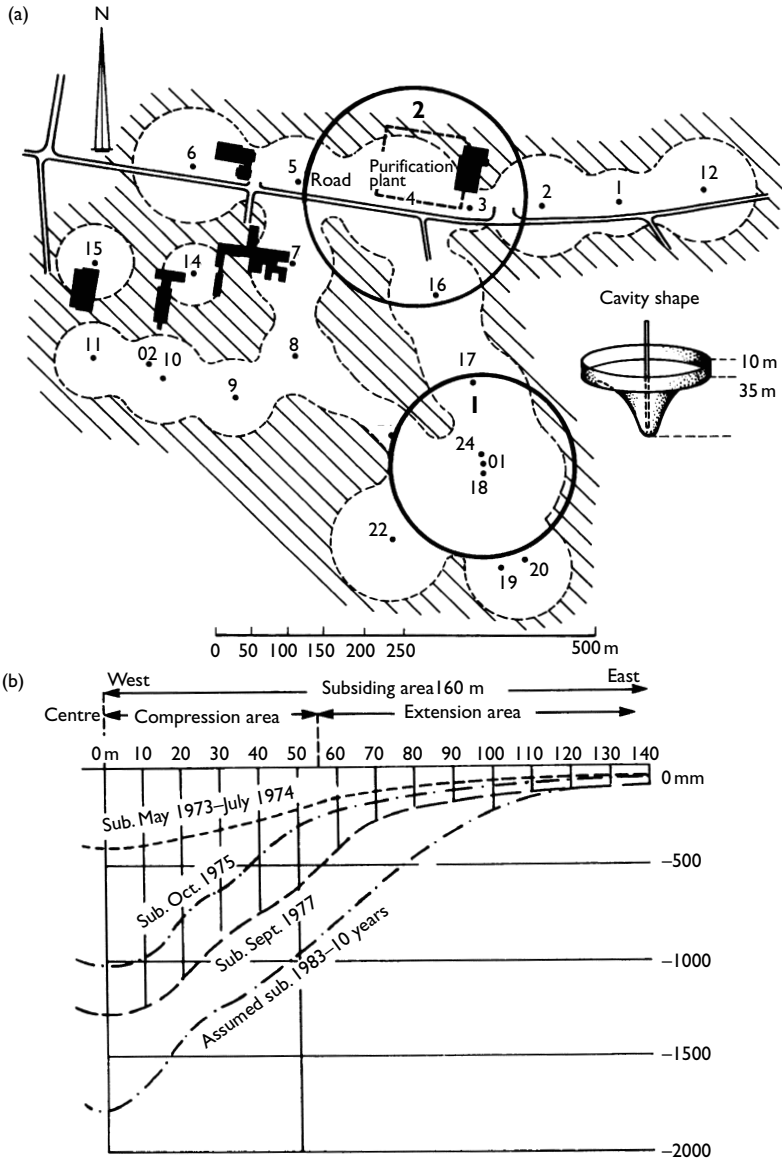 (a)
N
2
6
5
Road
Purification
plant
4
3
2
1
12
15
14
7
16
Cavity shape
10 m
35 m
11
02
10
8
9
17
1
24
01
18
22
19
20
0 50 100 150 200 250 500 m
(b)
West
Subsiding area160 m
East
Centre
Compression area
Extension area
0 m 10 20 30 40 50 60 70 80 90 100 110 120 130 140
0 mm
Sub. May 1973–July 1974
–500
Sub. Oct. 1975
Sub. Sept. 1977
–1000
Assumed sub. 1983–10 years
–1500
–2000